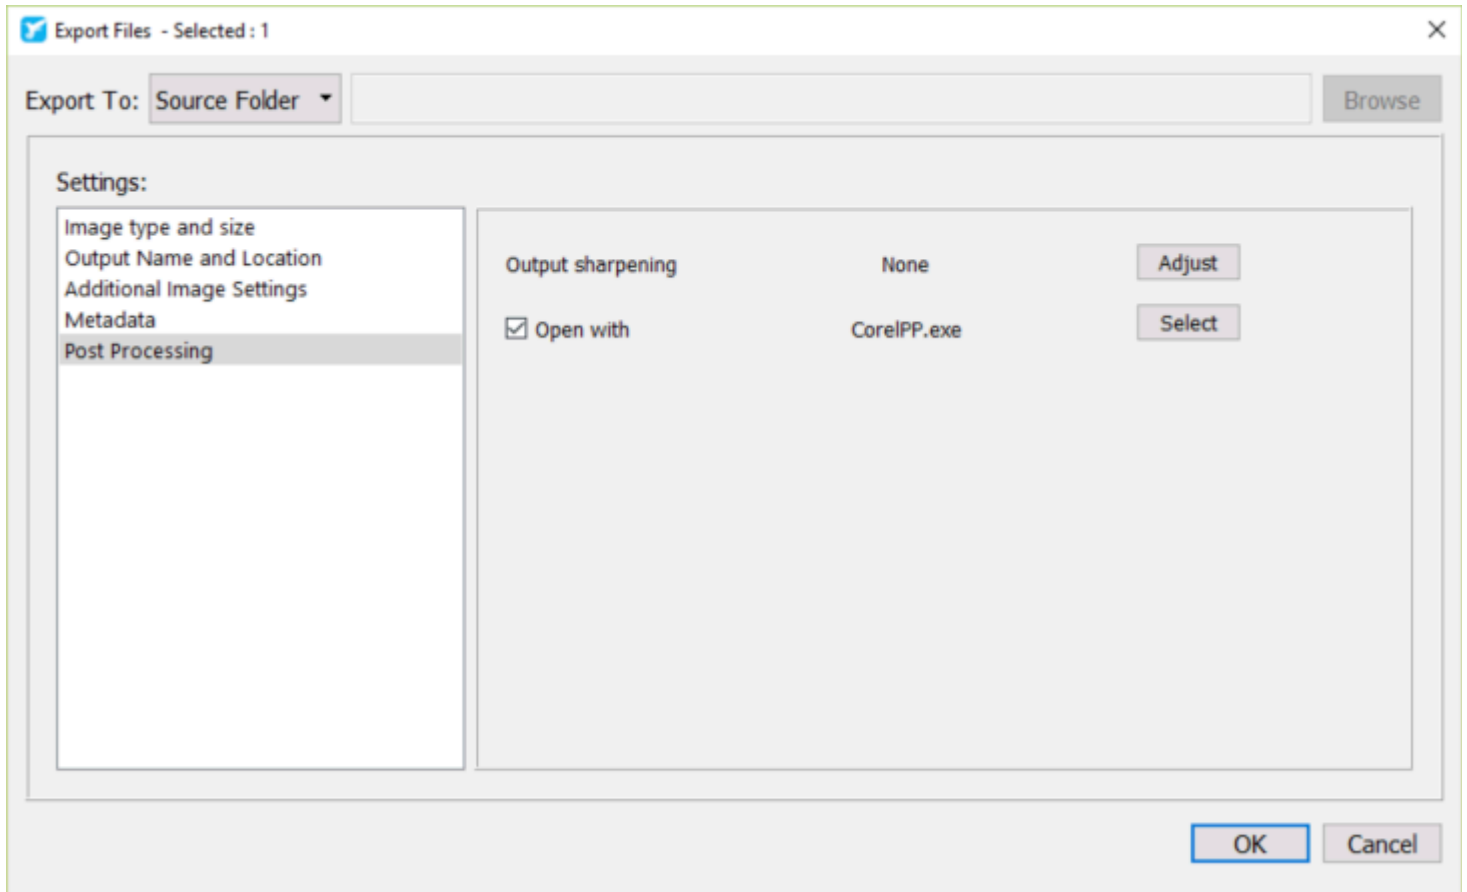 Export Files - Selected : 1
Export To: Source Folder Browse
Settings:
Image type and size
Output Name and Location
Additional Image Settings
Metadata
Post Processing
Output sharpening None Adjust
Open with CorelPP.exe Select
OK Cancel